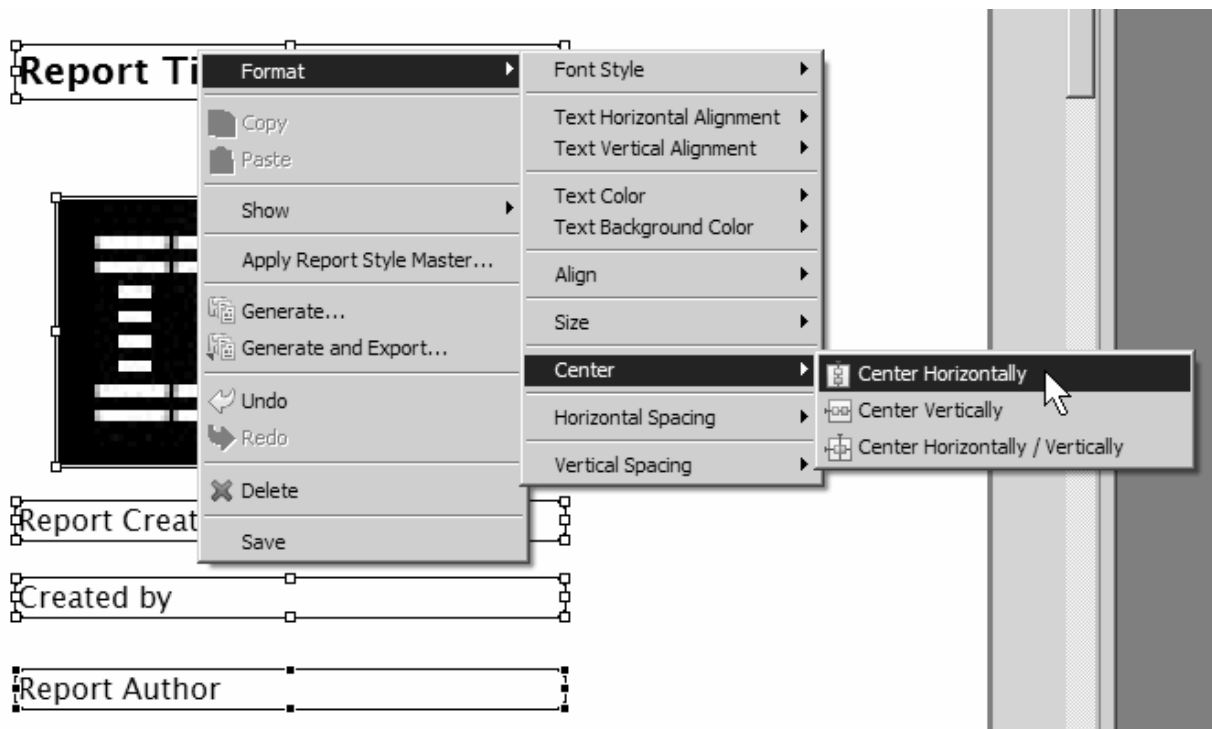 Report Ti
Format
Copy
Paste
Show
Apply Report Style Master...
Generate...
Generate and Export...
Undo
Redo
Delete
Save
Font Style
Text Horizontal Alignment
Text Vertical Alignment
Text Color
Text Background Color
Align
Size
Center
Horizontal Spacing
Vertical Spacing
Center Horizontally
Center Vertically
Center Horizontally / Vertically
Report Creat
Created by
Report Author